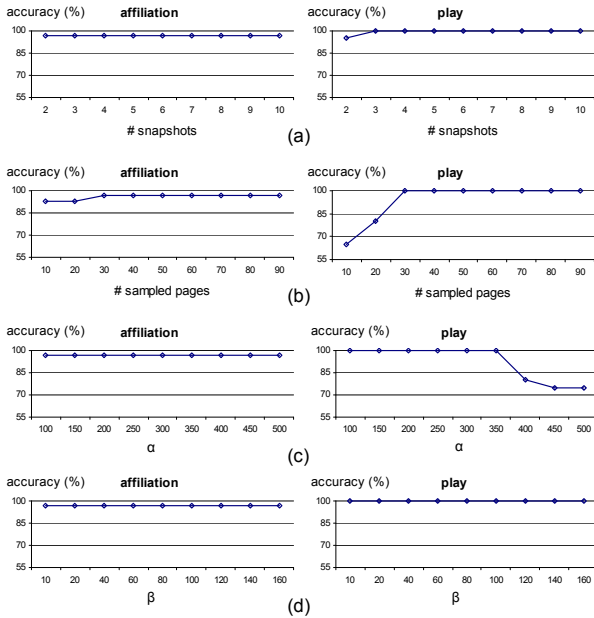 accuracy (%) affiliation accuracy (%) play
100 100
85 85
70 70
55 55
2 3 4 5 6 7 8 9 10 2 3 4 5 6 7 8 9 10
# snapshots # snapshots
(a)
accuracy (%) affiliation accuracy (%) play
100 100
85 85
70 70
55 55
10 20 30 40 50 60 70 80 90 10 20 30 40 50 60 70 80 90
# sampled pages # sampled pages
(b)
accuracy (%) affiliation accuracy (%) play
100 100
85 85
70 70
55 55
100 150 200 250 300 350 400 450 500 100 150 200 250 300 350 400 450 500
α α
(c)
accuracy (%) affiliation accuracy (%) play
100 100
85 85
70 70
55 55
10 20 40 60 80 100 120 140 160 10 20 40 60 80 100 120 140 160
β β
(d)